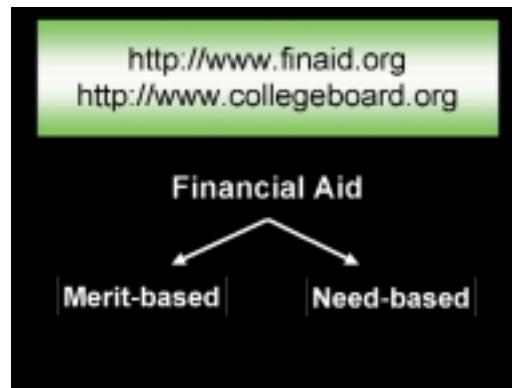 http://www.finaid.org
http://www.collegeboard.org
Financial Aid
Merit-based Need-based